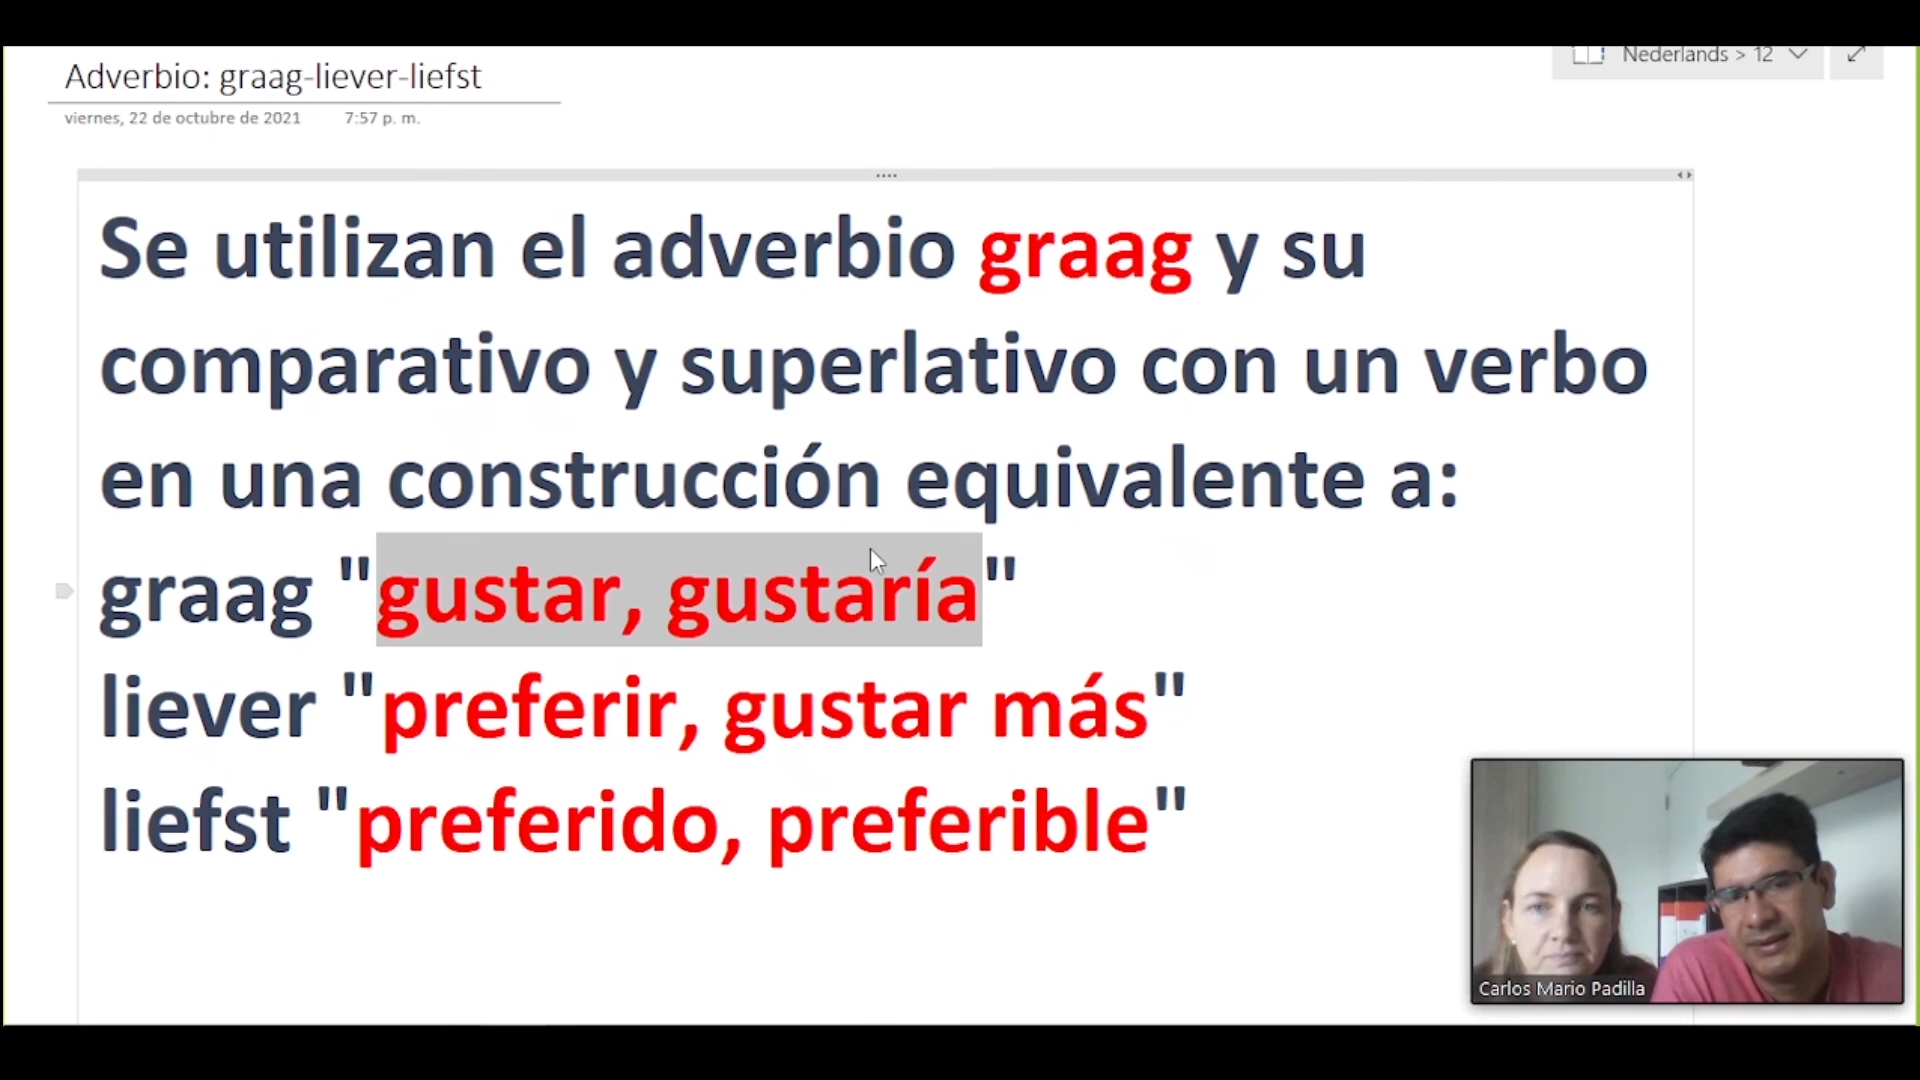 Adverbio: graag-liever-liefst
Nederlands > 12
viernes, 22 de octubre de 2021 7:57 p. m.
Se utilizan el adverbio graag y su
comparativo y superlativo con un verbo
en una construcción equivalente a:
graag "gustar, gustaría"
liever "preferir, gustar más"
liefst "preferido, preferible"
Carlos Mario Padilla